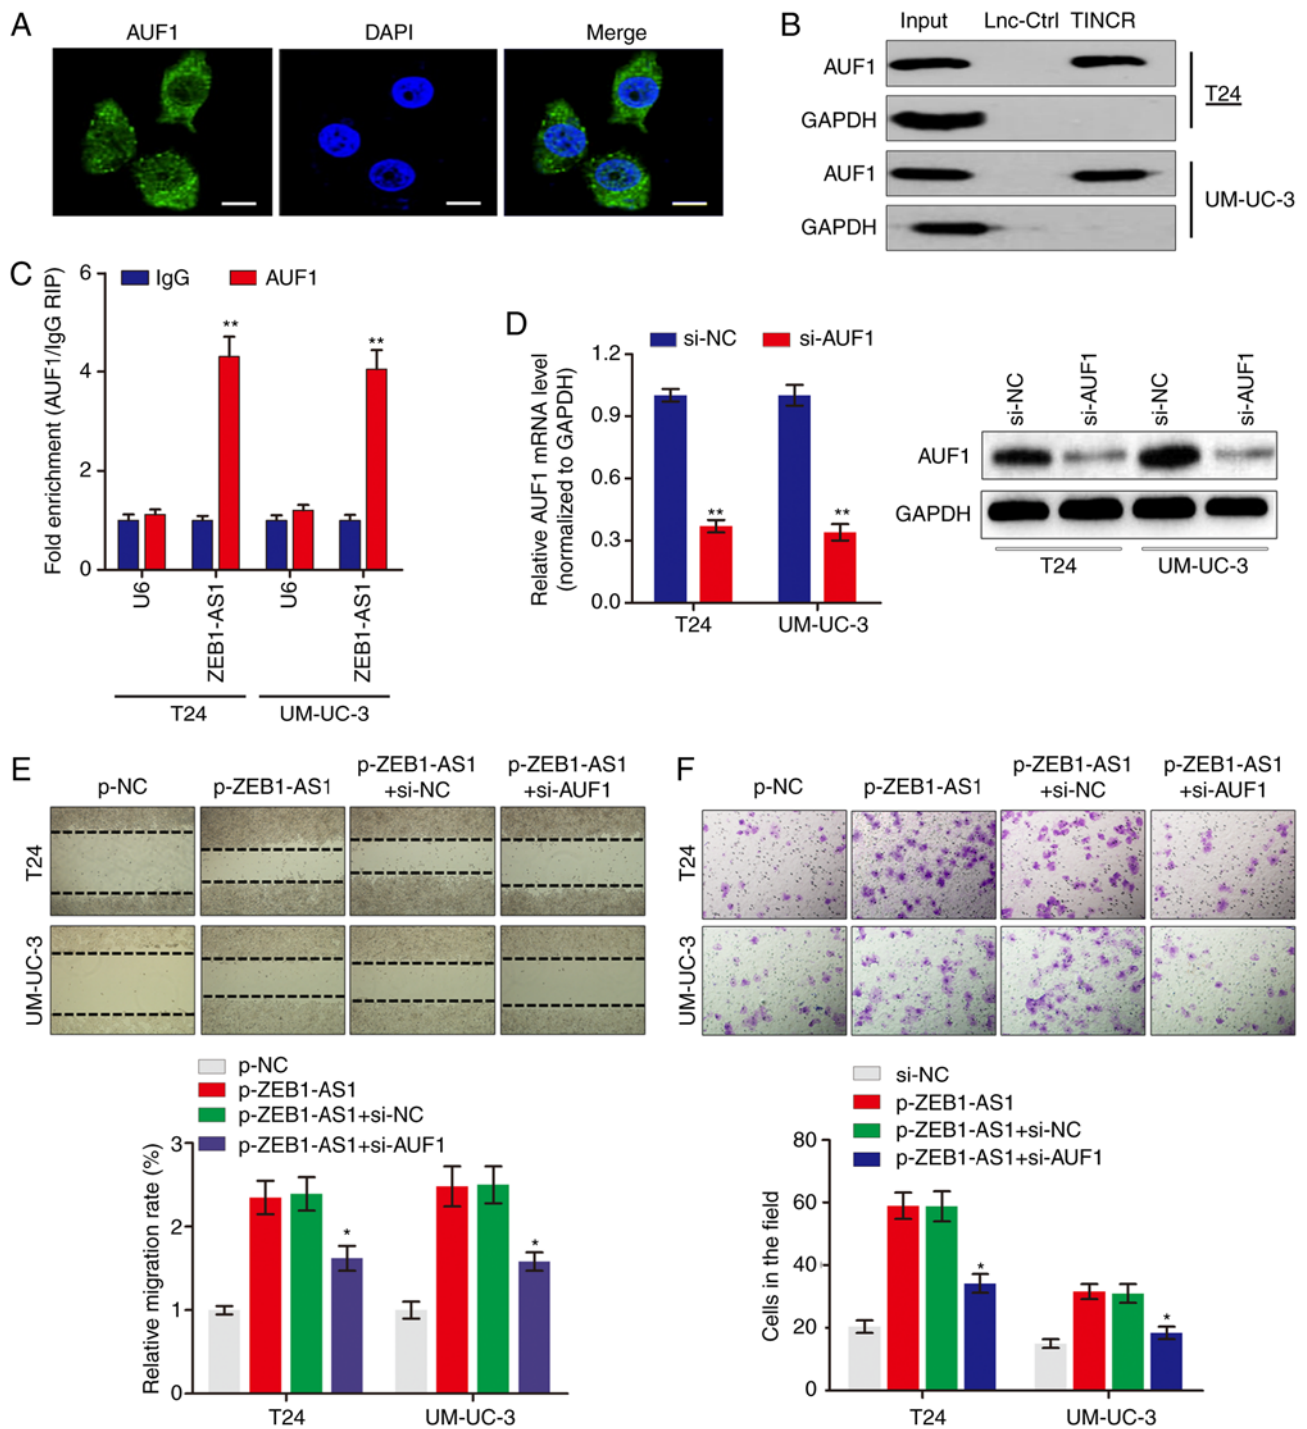 A
AUF1
DAPI
Merge
B
Input
Lnc-Ctrl
TINCR
AUF1
GAPDH
T24
AUF1
GAPDH
UM-UC-3
C
Fold enrichment (AUF1/IgG RIP)
IgG
AUF1
6
4
2
0
**
**
U6
ZEB1-AS1
U6
ZEB1-AS1
T24
UM-UC-3
D
Relative AUF1 mRNA level
(normalized to GAPDH)
si-NC
si-AUF1
1.2
0.9
0.6
0.3
0.0
**
**
T24
UM-UC-3
si-NC
si-AUF1
si-NC
si-AUF1
AUF1
GAPDH
T24
UM-UC-3
E
p-NC
p-ZEB1-AS1
p-ZEB1-AS1
+si-NC
p-ZEB1-AS1
+si-AUF1
T24
UM-UC-3
p-NC
p-ZEB1-AS1
p-ZEB1-AS1+si-NC
p-ZEB1-AS1+si-AUF1
Relative migration rate (%)
3
2
1
0
*
*
T24
UM-UC-3
F
p-NC
p-ZEB1-AS1
p-ZEB1-AS1
+si-NC
p-ZEB1-AS1
+si-AUF1
T24
UM-UC-3
si-NC
p-ZEB1-AS1
p-ZEB1-AS1+si-NC
p-ZEB1-AS1+si-AUF1
Cells in the field
80
60
40
20
0
*
*
T24
UM-UC-3